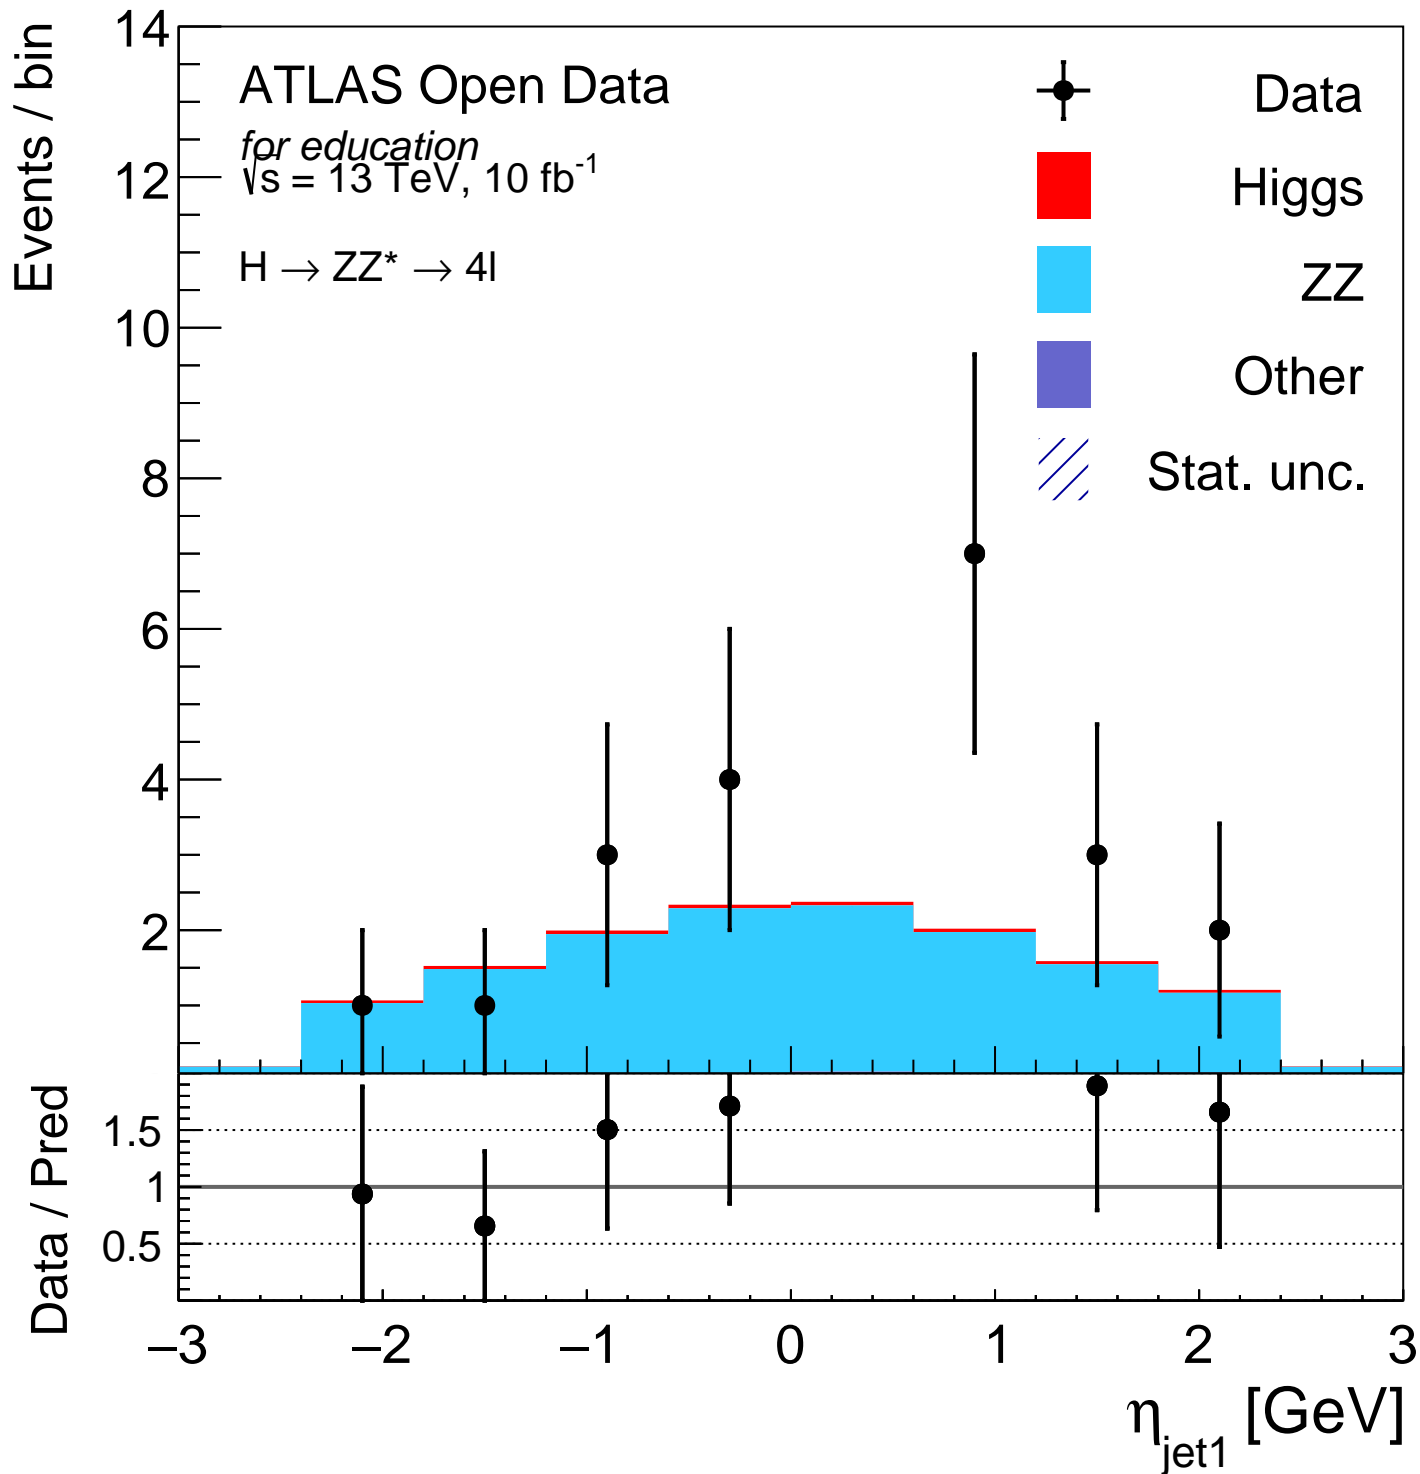 Events / bin
14
12
10
8
6
4
2
ATLAS Open Data
for education
√s = 13 TeV, 10 fb⁻¹
H → ZZ* → 4l
Data
Higgs
ZZ
Other
Stat. unc.
Data / Pred
1.5
1
0.5
−3 −2 −1 0 1 2 3
η_jet1 [GeV]